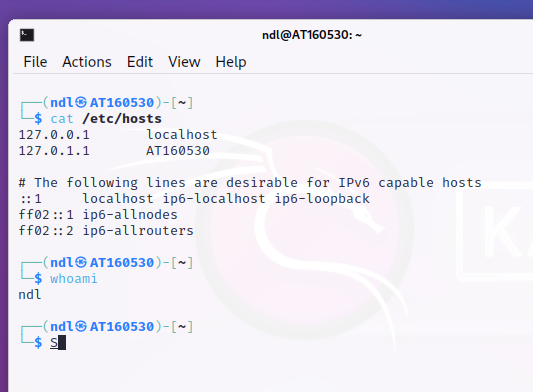 ndl@AT160530: ~
File Actions Edit View Help
┌──(ndl㉿AT160530)-[~]
└─$ cat /etc/hosts
127.0.0.1       localhost
127.0.1.1       AT160530
# The following lines are desirable for IPv6 capable hosts
::1     localhost ip6-localhost ip6-loopback
ff02::1 ip6-allnodes
ff02::2 ip6-allrouters
┌──(ndl㉿AT160530)-[~]
└─$ whoami
ndl
┌──(ndl㉿AT160530)-[~]
└─$ S
KA